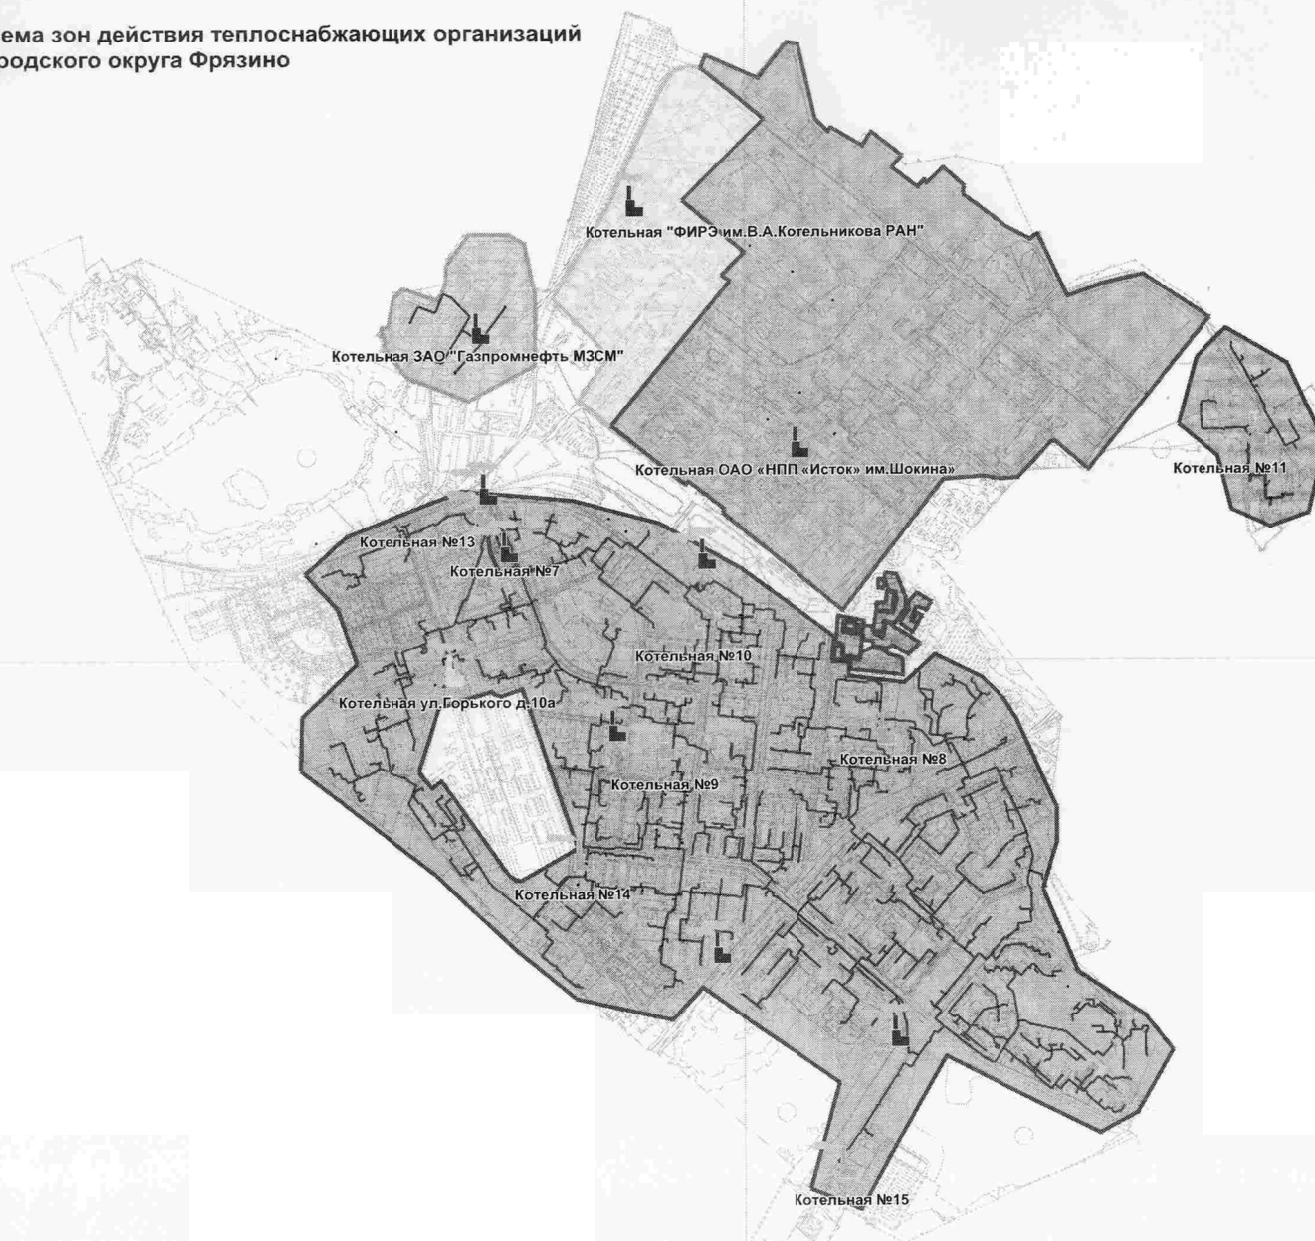 ема зон действия теплоснабжающих организаций
родского округа Фрязино
Котельная "ФИРЭ им.В.А.Когельникова РАН"
Котельная ЗАО "Газпромнефть МЗСМ"
Котельная ОАО «НПП «Исток» им.Шокина»
Котельная №11
Котельная №13
Котельная №7
Котельная №10
Котельная ул.Горького д.10а
Котельная №8
Котельная №9
Котельная №14
Котельная №15